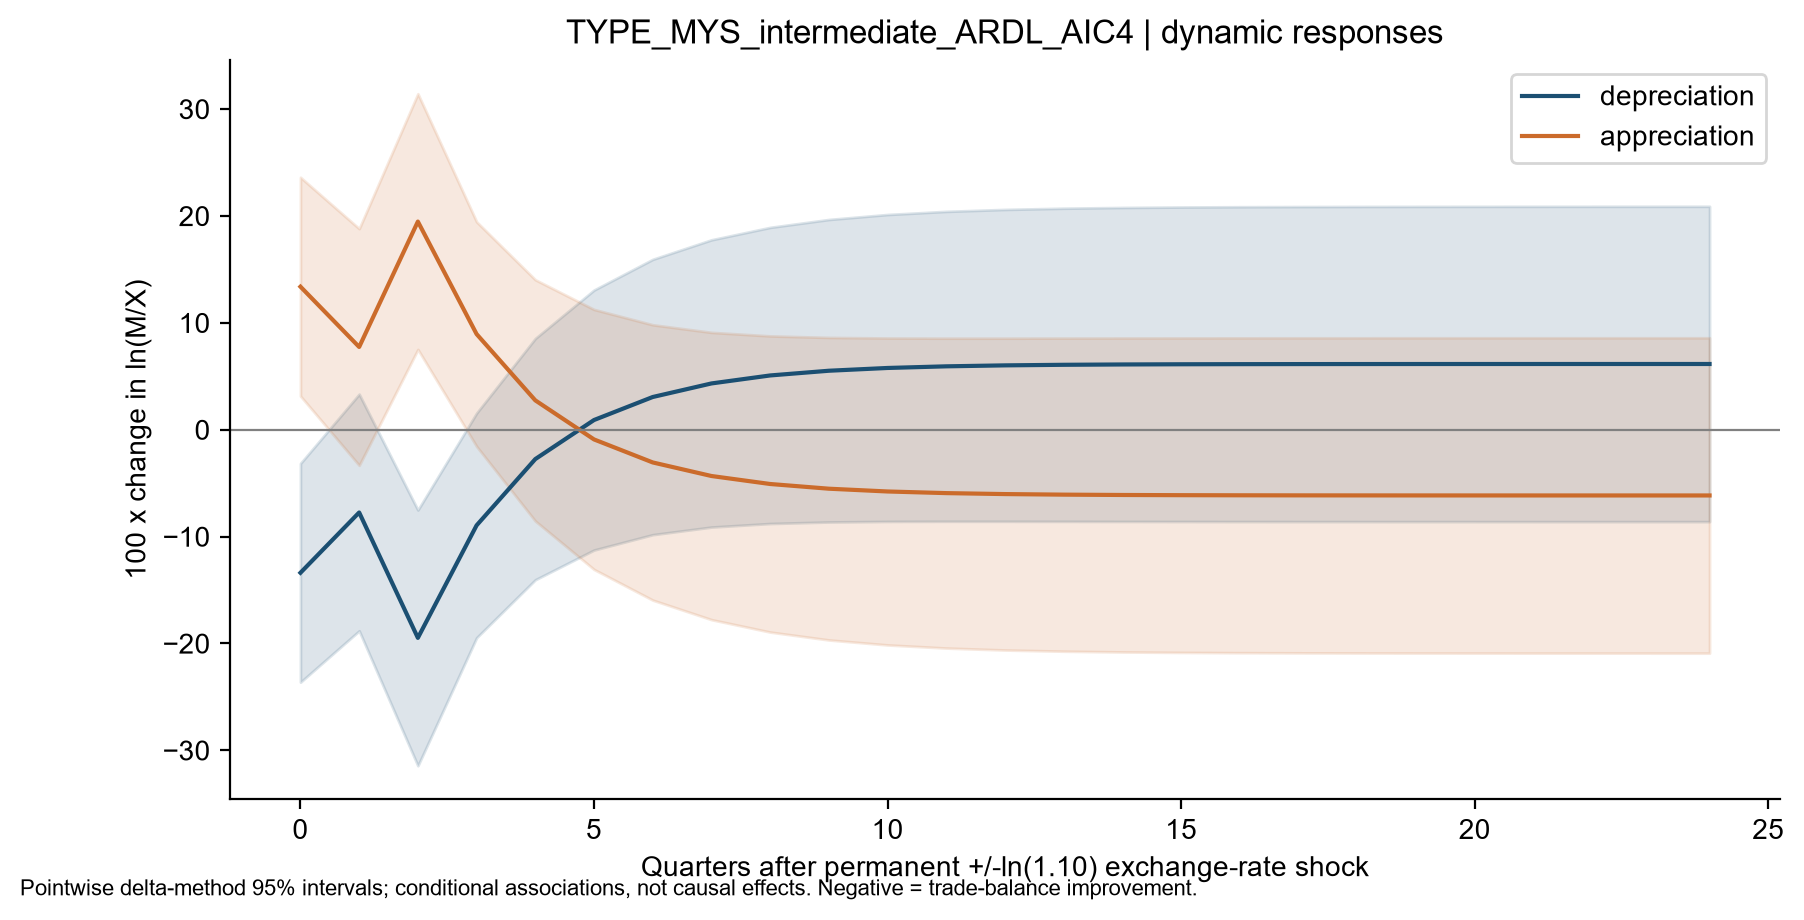 TYPE_MYS_intermediate_ARDL_AIC4 | dynamic responses
depreciation
appreciation
100 x change in ln(M/X)
30
20
10
0
−10
−20
−30
0
5
10
15
20
25
Quarters after permanent +/-ln(1.10) exchange-rate shock
Pointwise delta-method 95% intervals; conditional associations, not causal effects. Negative = trade-balance improvement.